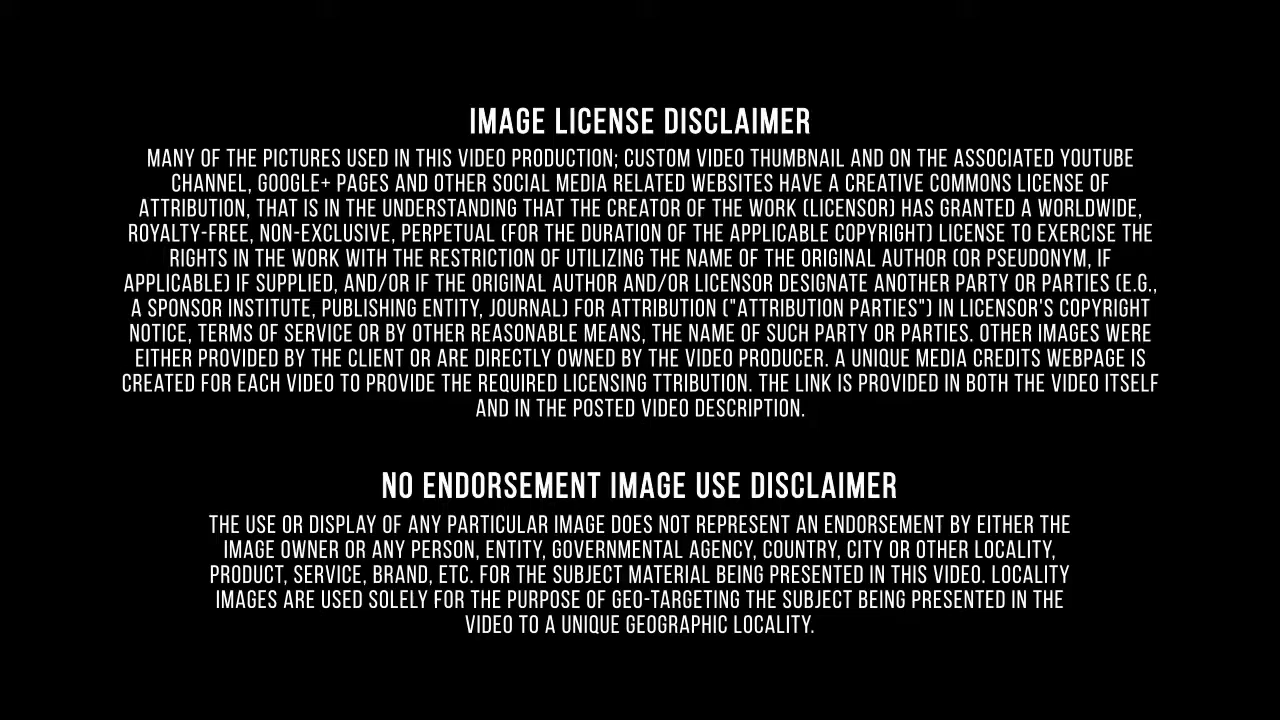 IMAGE LICENSE DISCLAIMER
MANY OF THE PICTURES USED IN THIS VIDEO PRODUCTION; CUSTOM VIDEO THUMBNAIL AND ON THE ASSOCIATED YOUTUBE
CHANNEL, GOOGLE+ PAGES AND OTHER SOCIAL MEDIA RELATED WEBSITES HAVE A CREATIVE COMMONS LICENSE OF
ATTRIBUTION, THAT IS IN THE UNDERSTANDING THAT THE CREATOR OF THE WORK (LICENSOR) HAS GRANTED A WORLDWIDE,
ROYALTY-FREE, NON-EXCLUSIVE, PERPETUAL (FOR THE DURATION OF THE APPLICABLE COPYRIGHT) LICENSE TO EXERCISE THE
RIGHTS IN THE WORK WITH THE RESTRICTION OF UTILIZING THE NAME OF THE ORIGINAL AUTHOR (OR PSEUDONYM, IF
APPLICABLE) IF SUPPLIED, AND/OR IF THE ORIGINAL AUTHOR AND/OR LICENSOR DESIGNATE ANOTHER PARTY OR PARTIES (E.G.,
A SPONSOR INSTITUTE, PUBLISHING ENTITY, JOURNAL) FOR ATTRIBUTION ("ATTRIBUTION PARTIES") IN LICENSOR'S COPYRIGHT
NOTICE, TERMS OF SERVICE OR BY OTHER REASONABLE MEANS, THE NAME OF SUCH PARTY OR PARTIES. OTHER IMAGES WERE
EITHER PROVIDED BY THE CLIENT OR ARE DIRECTLY OWNED BY THE VIDEO PRODUCER. A UNIQUE MEDIA CREDITS WEBPAGE IS
CREATED FOR EACH VIDEO TO PROVIDE THE REQUIRED LICENSING TTRIBUTION. THE LINK IS PROVIDED IN BOTH THE VIDEO ITSELF
AND IN THE POSTED VIDEO DESCRIPTION.
NO ENDORSEMENT IMAGE USE DISCLAIMER
THE USE OR DISPLAY OF ANY PARTICULAR IMAGE DOES NOT REPRESENT AN ENDORSEMENT BY EITHER THE
IMAGE OWNER OR ANY PERSON, ENTITY, GOVERNMENTAL AGENCY, COUNTRY, CITY OR OTHER LOCALITY,
PRODUCT, SERVICE, BRAND, ETC. FOR THE SUBJECT MATERIAL BEING PRESENTED IN THIS VIDEO. LOCALITY
IMAGES ARE USED SOLELY FOR THE PURPOSE OF GEO-TARGETING THE SUBJECT BEING PRESENTED IN THE
VIDEO TO A UNIQUE GEOGRAPHIC LOCALITY.